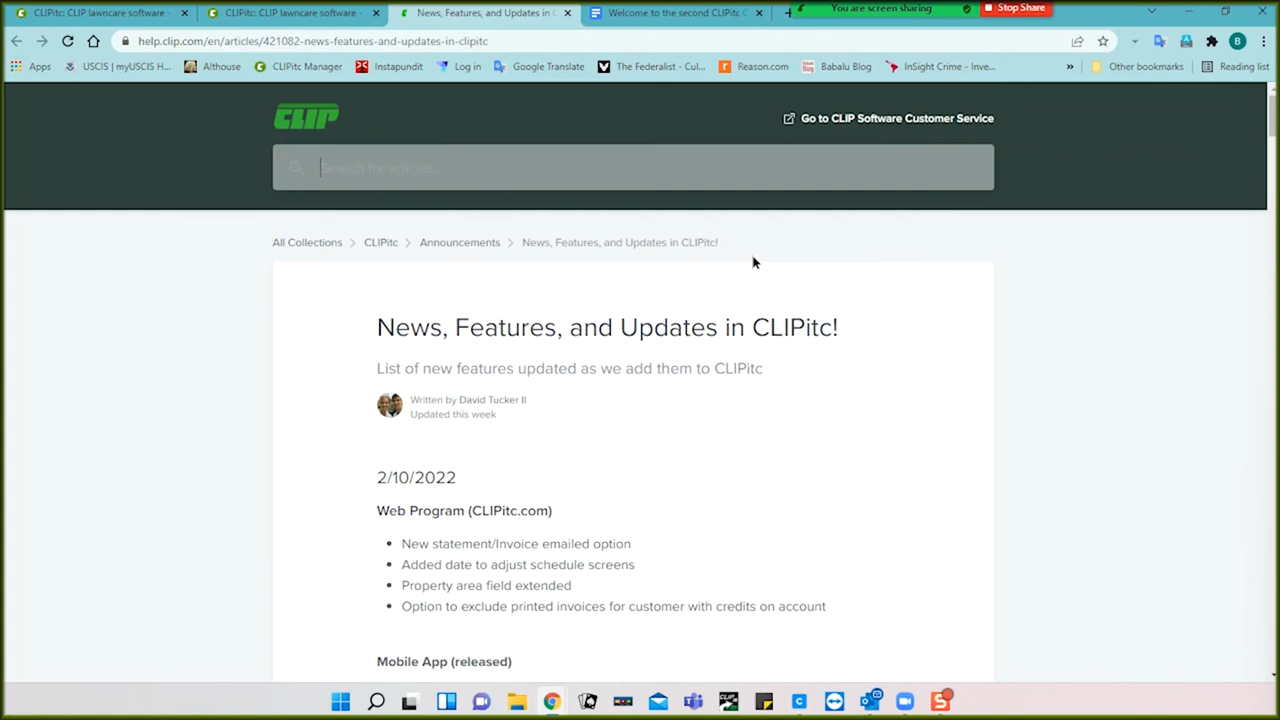 CLIPitc: CLIP lawncare software -
CLIPitc: CLIP lawncare software -
News, Features, and Updates in C
Welcome to the second CLIPitc C
You are screen sharing
Stop Share
help.clip.com/en/articles/421082-news-features-and-updates-in-clipitc
Apps
USCIS | myUSCIS H...
Althouse
CLIPitc Manager
Instapundit
Log in
Google Translate
The Federalist - Cul...
Reason.com
Babalu Blog
InSight Crime - Inve...
»
Other bookmarks
Reading list
CLIP
Go to CLIP Software Customer Service
Search for articles...
All Collections > CLIPitc > Announcements > News, Features, and Updates in CLIPitc!
News, Features, and Updates in CLIPitc!
List of new features updated as we add them to CLIPitc
Written by David Tucker II
Updated this week
2/10/2022
Web Program (CLIPitc.com)
• New statement/Invoice emailed option
• Added date to adjust schedule screens
• Property area field extended
• Option to exclude printed invoices for customer with credits on account
Mobile App (released)